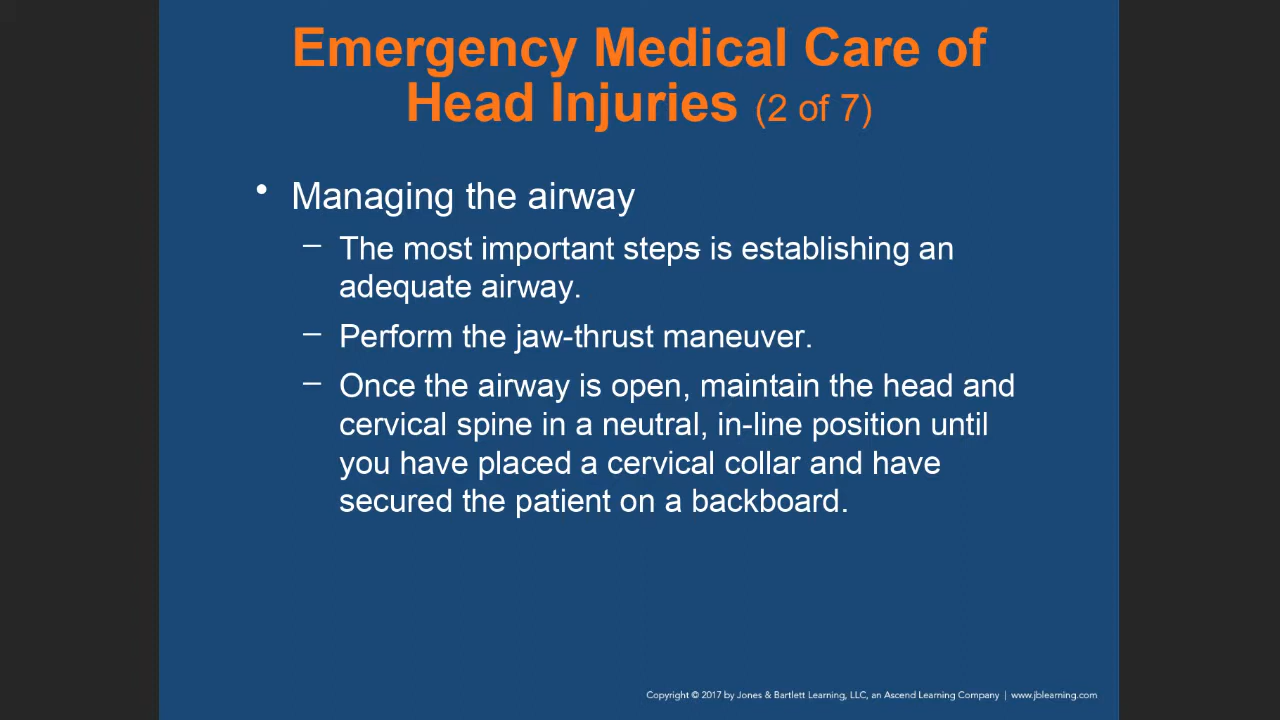 Emergency Medical Care of
Head Injuries (2 of 7)
• Managing the airway
– The most important steps is establishing an
adequate airway.
– Perform the jaw-thrust maneuver.
– Once the airway is open, maintain the head and
cervical spine in a neutral, in-line position until
you have placed a cervical collar and have
secured the patient on a backboard.
Copyright © 2017 by Jones & Bartlett Learning, LLC, an Ascend Learning Company | www.jblearning.com